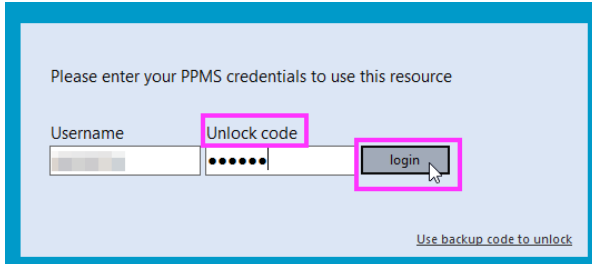 Please enter your PPMS credentials to use this resource
Username Unlock code
●●●●●● login
Use backup code to unlock